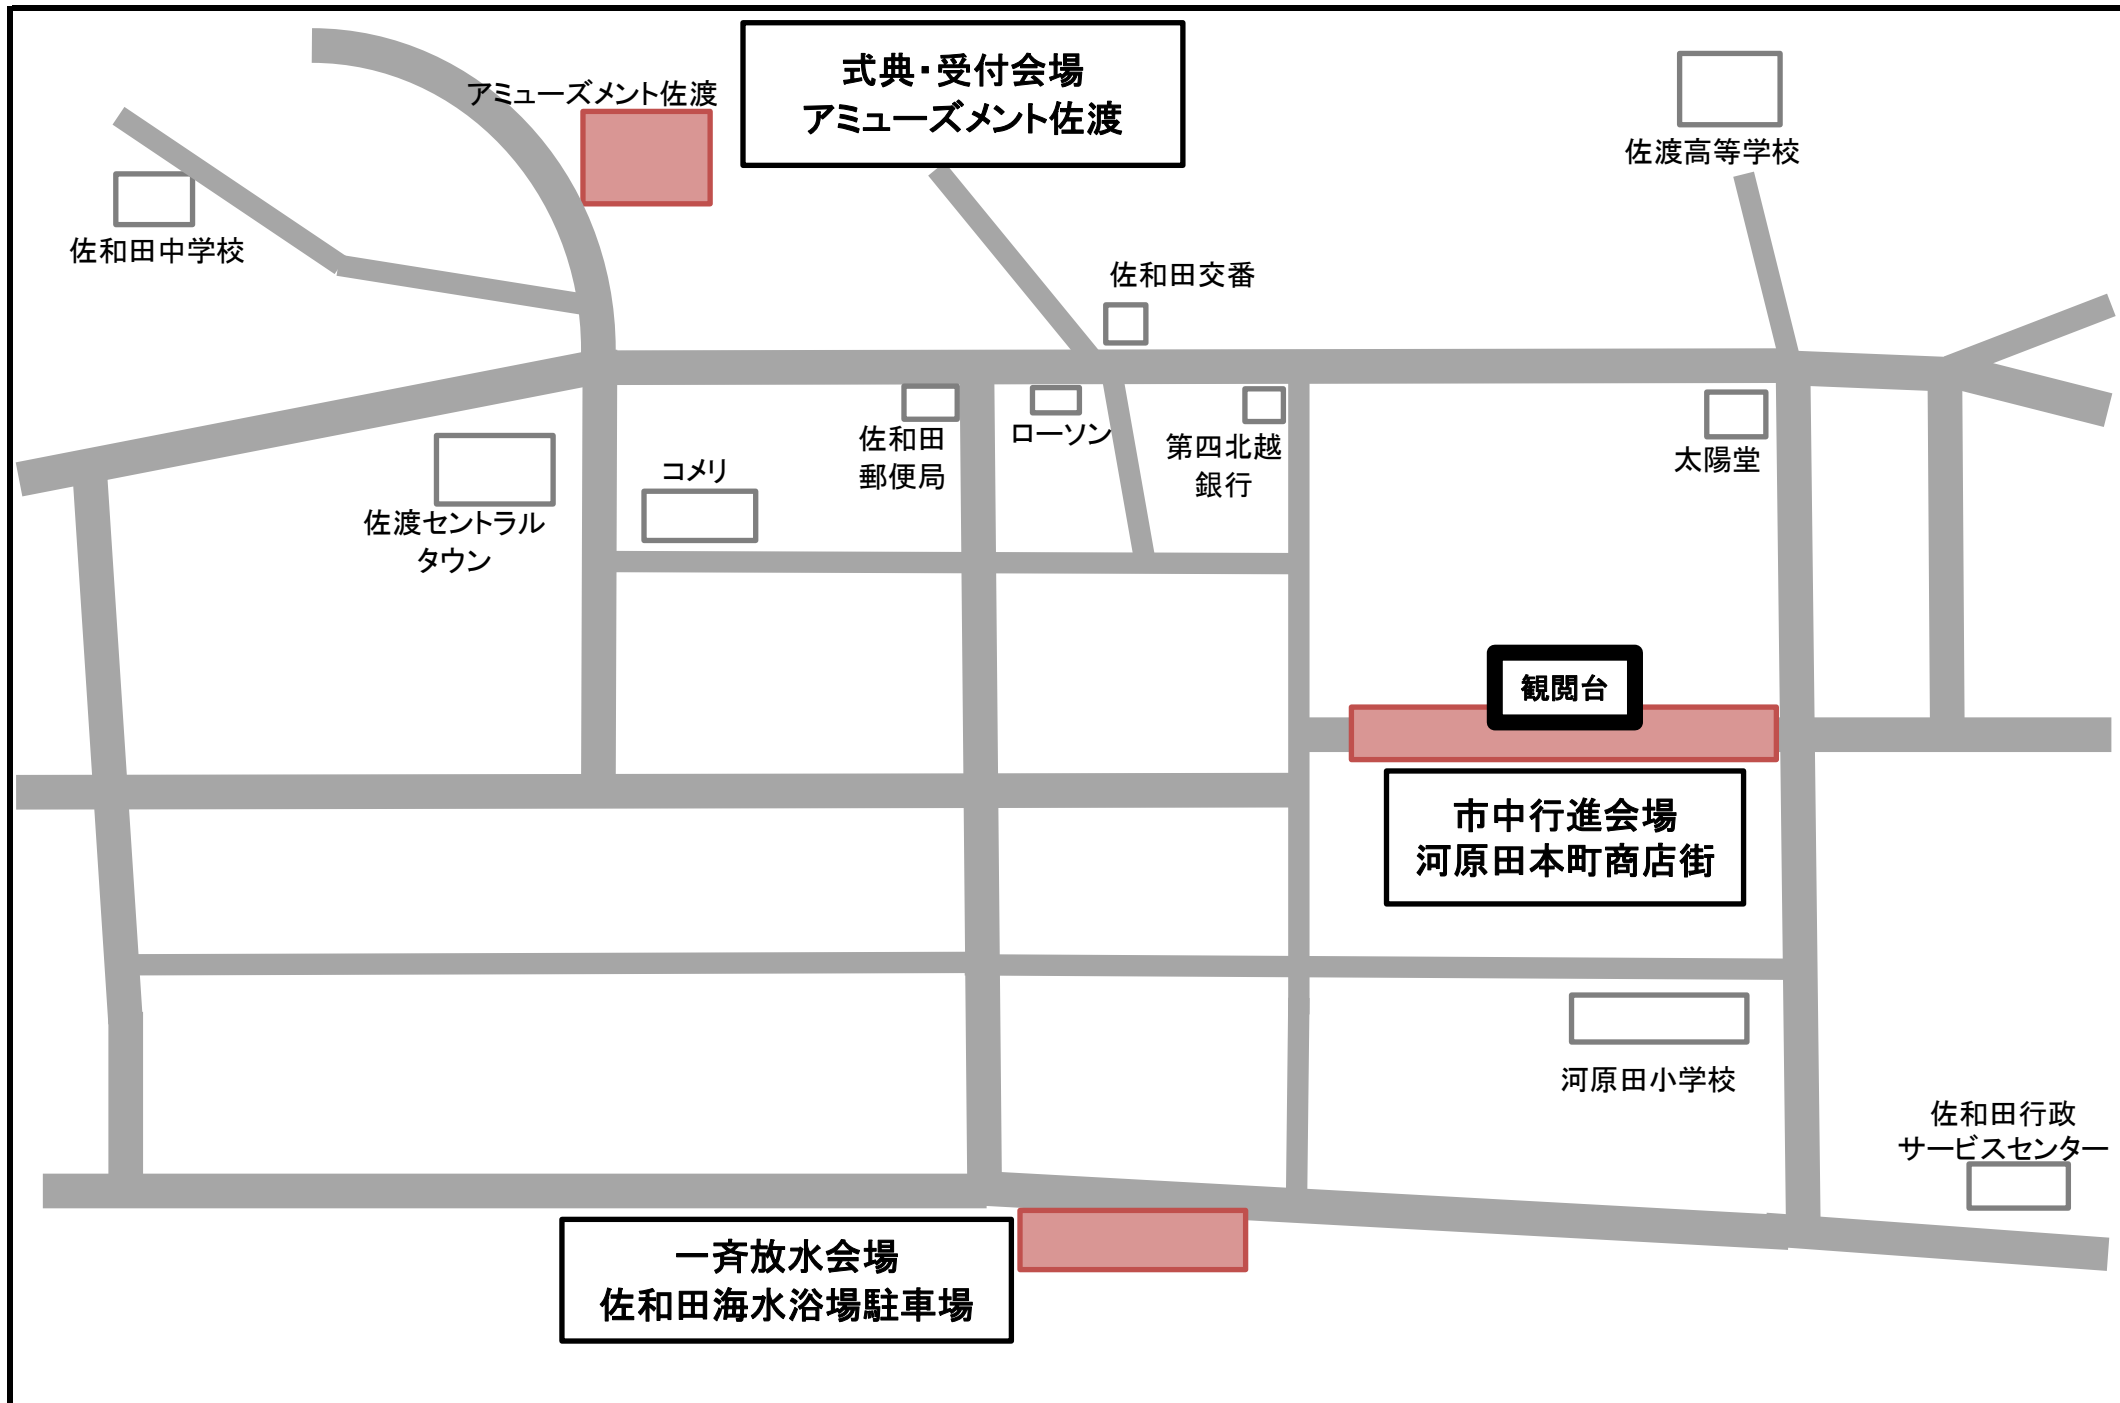 式典・受付会場
アミューズメント佐渡
アミューズメント佐渡
佐渡高等学校
佐和田中学校
佐和田交番
佐和田
郵便局
ローソン
第四北越
銀行
太陽堂
コメリ
佐渡セントラル
タウン
観閲台
市中行進会場
河原田本町商店街
河原田小学校
佐和田行政
サービスセンター
一斉放水会場
佐和田海水浴場駐車場